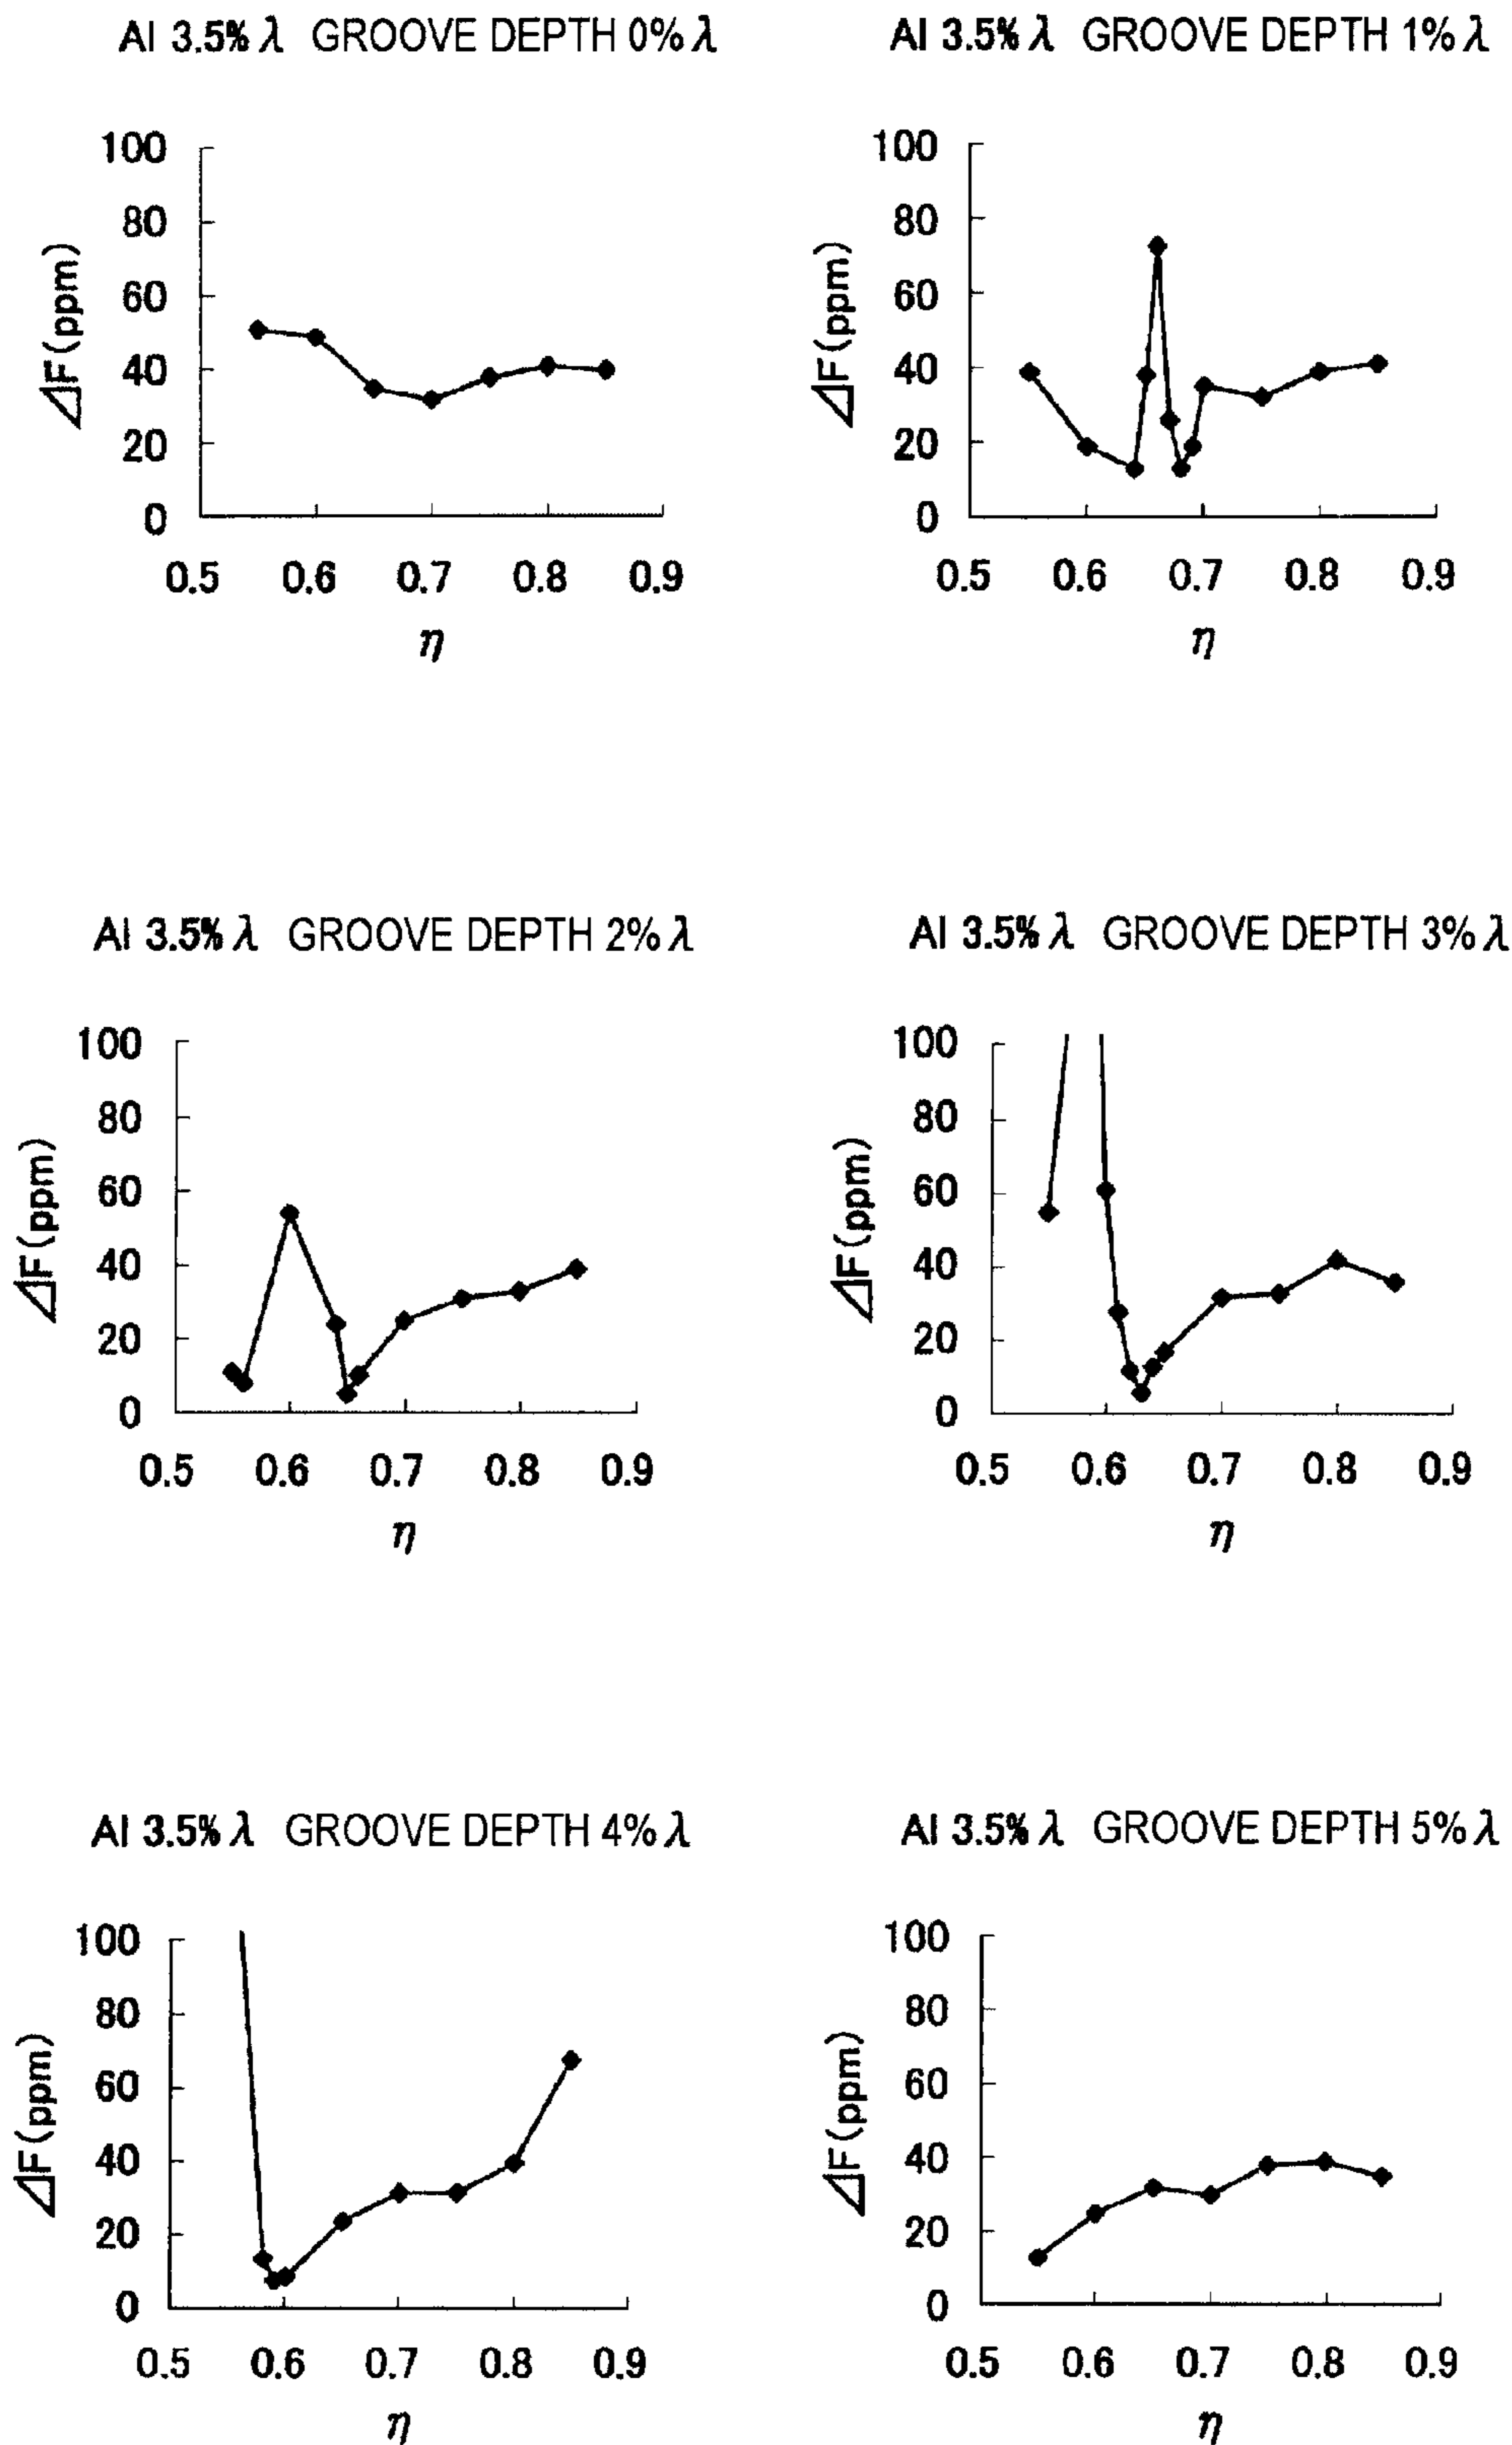 Al 3.5% λ GROOVE DEPTH 0% λ
100
80
60
40
20
0
ΔF(ppm)
0.5 0.6 0.7 0.8 0.9
η
Al 3.5% λ GROOVE DEPTH 1% λ
100
80
60
40
20
0
ΔF(ppm)
0.5 0.6 0.7 0.8 0.9
η
Al 3.5% λ GROOVE DEPTH 2% λ
100
80
60
40
20
0
ΔF(ppm)
0.5 0.6 0.7 0.8 0.9
η
Al 3.5% λ GROOVE DEPTH 3% λ
100
80
60
40
20
0
ΔF(ppm)
0.5 0.6 0.7 0.8 0.9
η
Al 3.5% λ GROOVE DEPTH 4% λ
100
80
60
40
20
0
ΔF(ppm)
0.5 0.6 0.7 0.8 0.9
η
Al 3.5% λ GROOVE DEPTH 5% λ
100
80
60
40
20
0
ΔF(ppm)
0.5 0.6 0.7 0.8 0.9
η